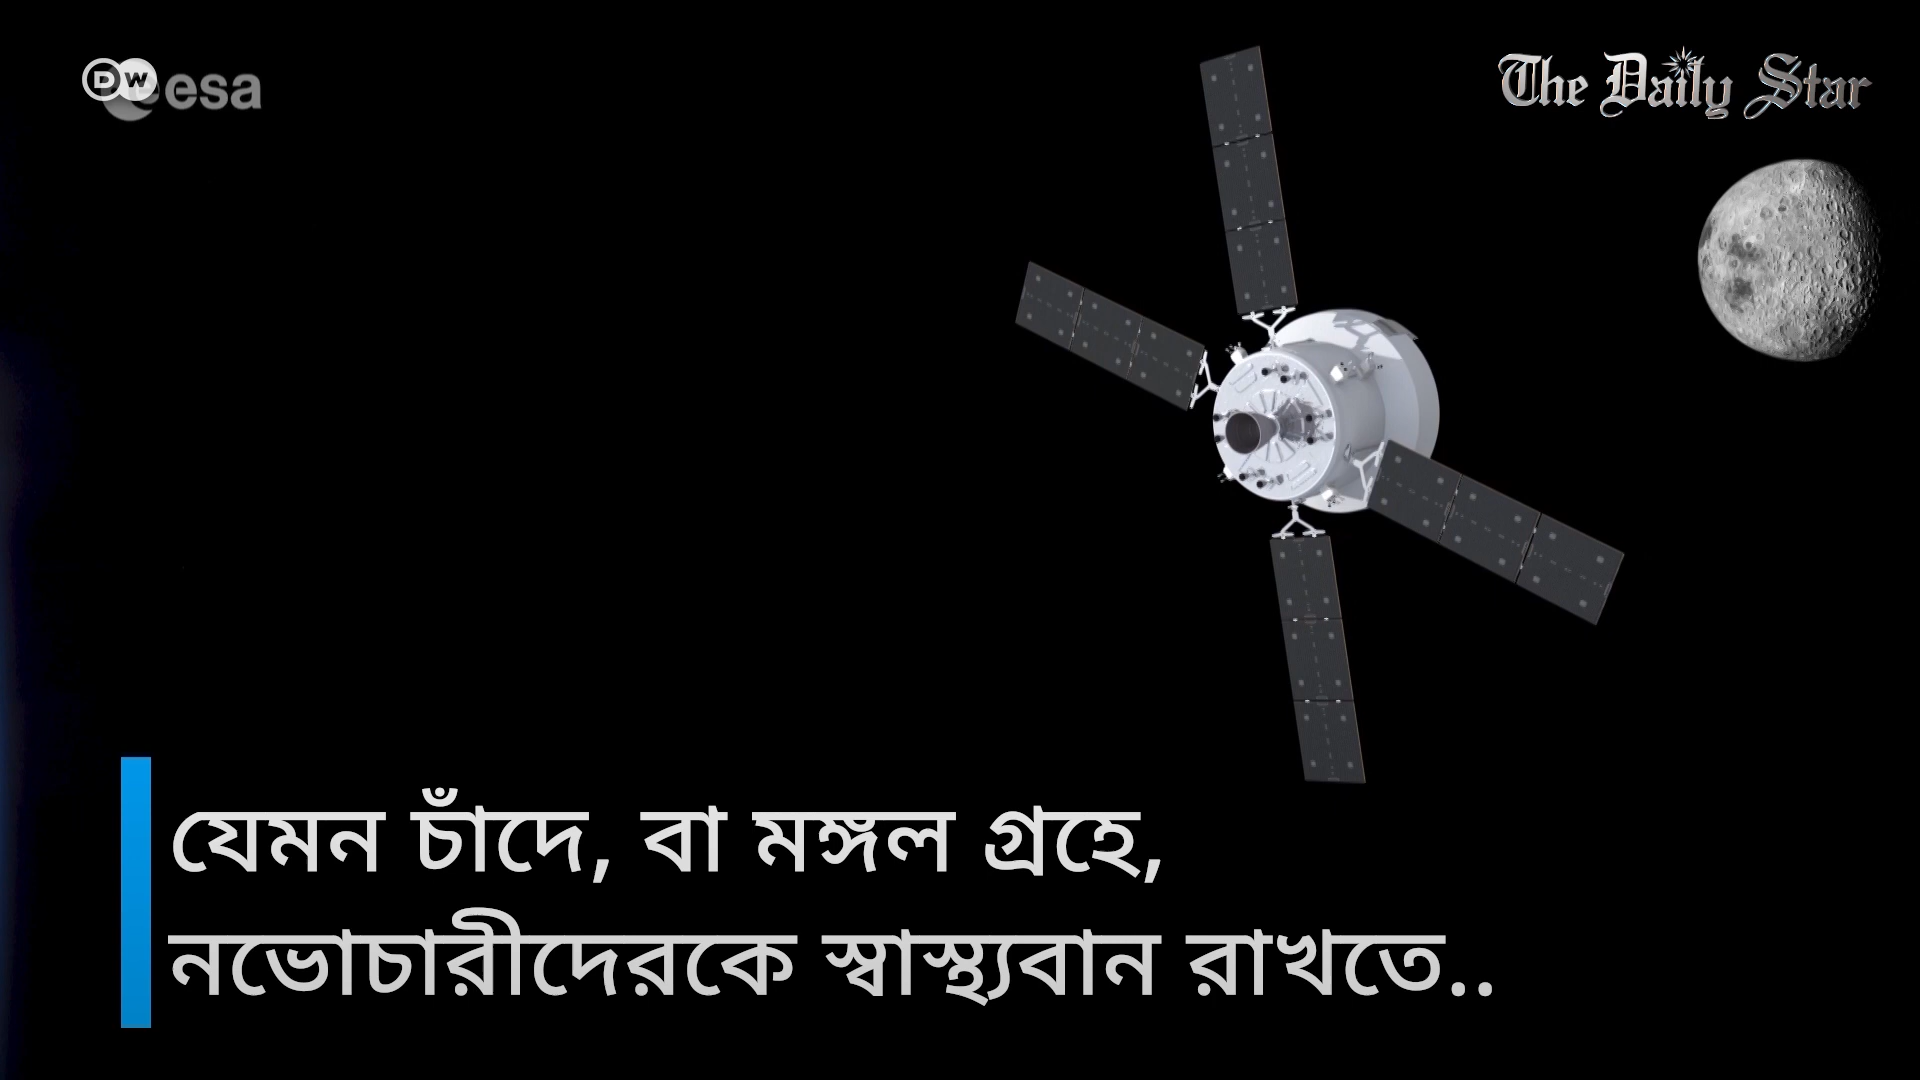 DW esa
The Daily Star
যেমন চাঁদে, বা মঙ্গল গ্রহে,
নভোচারীদেরকে স্বাস্থ্যবান রাখতে..